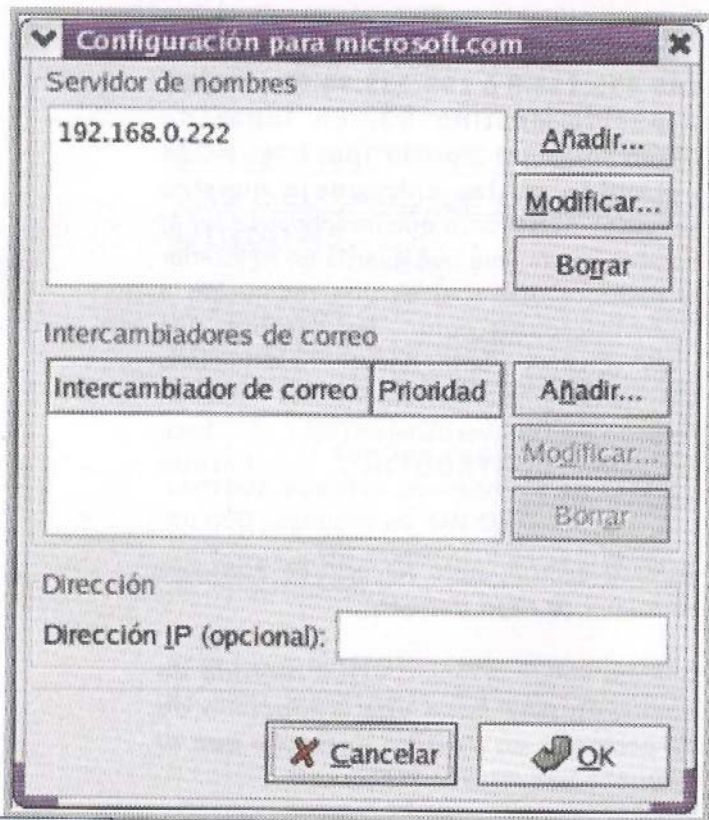 Configuración para microsoft.com
Servidor de nombres
192.168.0.222
Añadir...
Modificar...
Borrar
Intercambiadores de correo
Intercambiador de correo Prioridad
Añadir...
Modificar...
Borrar
Dirección
Dirección IP (opcional):
Cancelar
OK